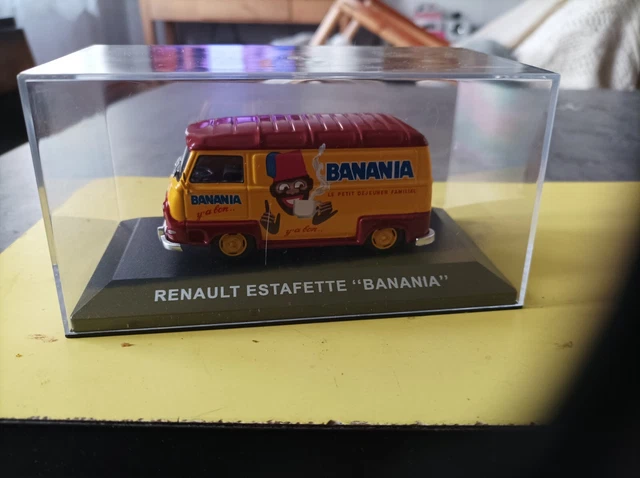 BANANIA
LE PETIT DÉJEUNER FAMILIAL
BANANIA
y'a bon..
y'a bon...
RENAULT ESTAFETTE “BANANIA”